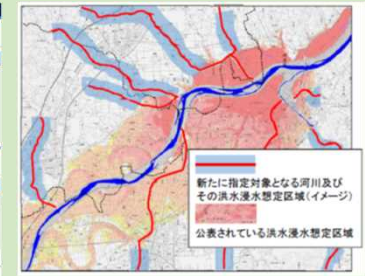 新たに指定対象となる河川及び
その洪水浸水想定区域(イメージ)
公表されている洪水浸水想定区域